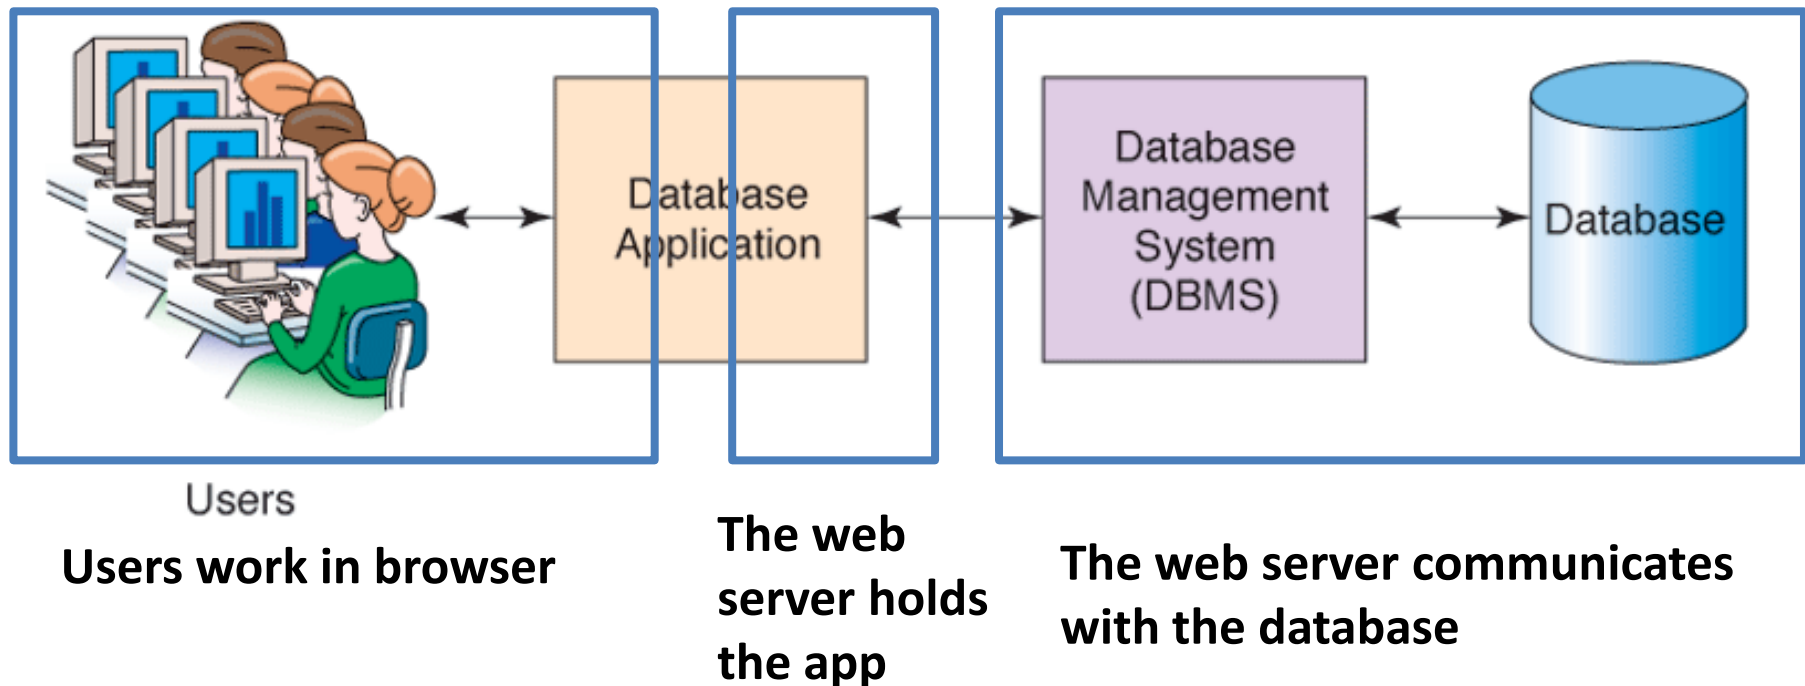 Database
Application
Database
Management
System
(DBMS)
Database
Users
Users work in browser
The web
server holds
the app
The web server communicates
with the database